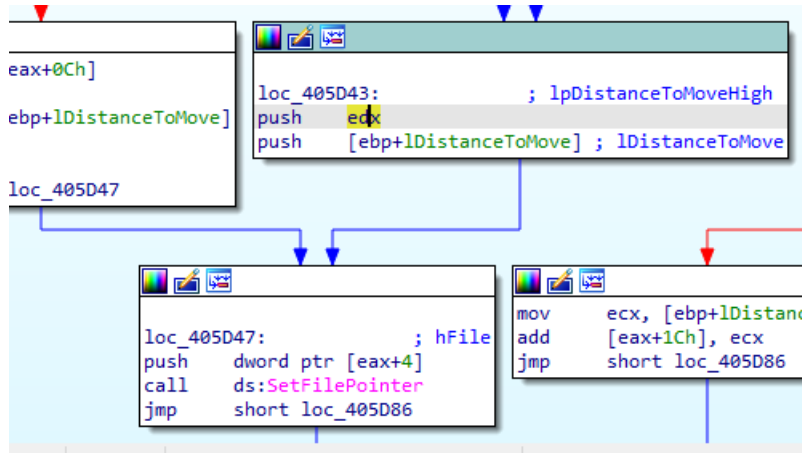 eax+0Ch]
ebp+lDistanceToMove]
loc_405D47
loc_405D43: ; lpDistanceToMoveHigh
push edx
push [ebp+lDistanceToMove] ; lDistanceToMove
loc_405D47: ; hFile
push dword ptr [eax+4]
call ds:SetFilePointer
jmp short loc_405D86
mov ecx, [ebp+lDistanc
add [eax+1Ch], ecx
jmp short loc_405D86